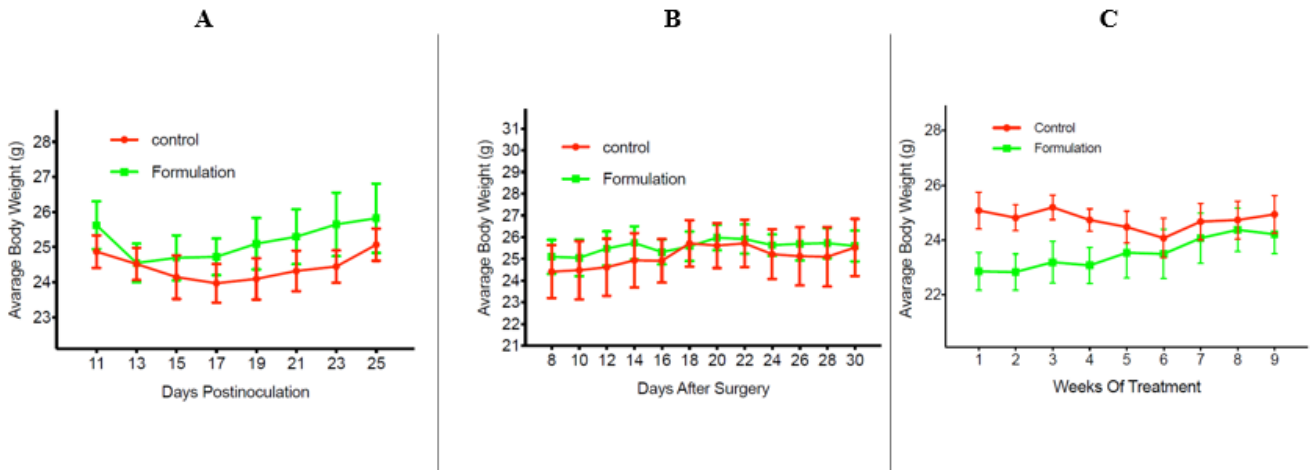 A
Avarage Body Weight (g)
28
27
26
25
24
23
control
Formulation
11 13 15 17 19 21 23 25
Days Postinoculation
B
Avarage Body Weight (g)
31
30
29
28
27
26
25
24
23
22
21
control
Formulation
8 10 12 14 16 18 20 22 24 26 28 30
Days After Surgery
C
Avarage Body Weight (g)
28
26
24
22
Control
Formulation
1 2 3 4 5 6 7 8 9
Weeks Of Treatment